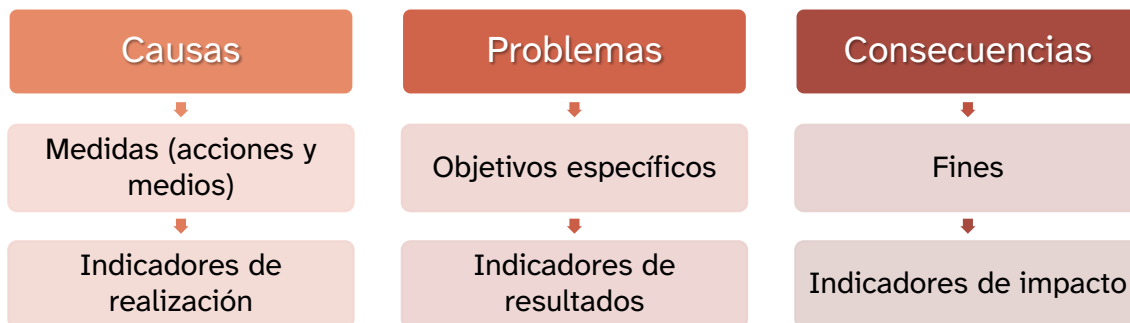 Causas
Medidas (acciones y
medios)
Indicadores de
realización
Problemas
Objetivos específicos
Indicadores de
resultados
Consecuencias
Fines
Indicadores de impacto